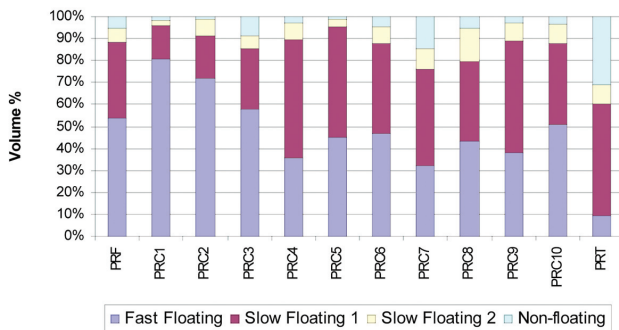 100%
90%
80%
70%
60%
50%
40%
30%
20%
10%
0%
Volume %
PRF
PRC1
PRC2
PRC3
PRC4
PRC5
PRC6
PRC7
PRC8
PRC9
PRC10
PRT
Fast Floating
Slow Floating 1
Slow Floating 2
Non-floating